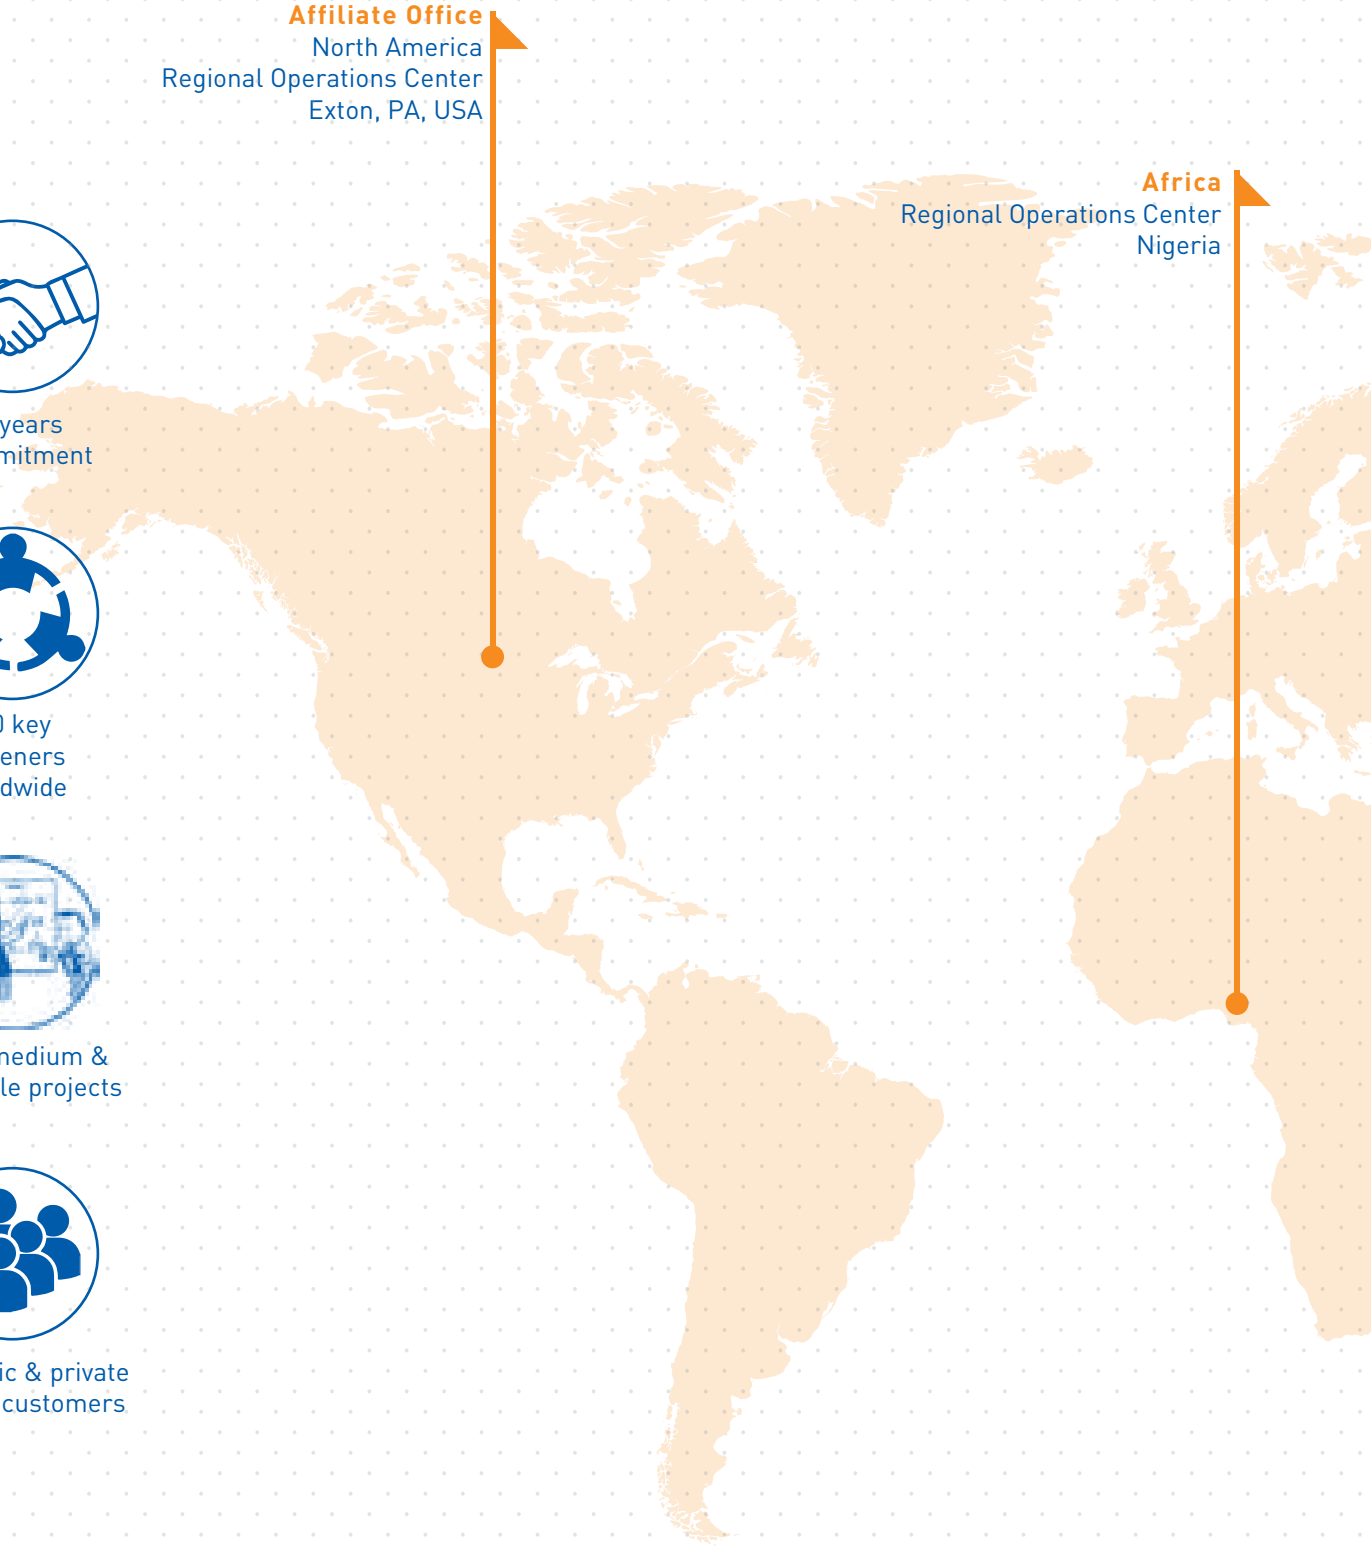 Affiliate Office
North America
Regional Operations Center
Exton, PA, USA
Africa
Regional Operations Center
Nigeria
years
mitment
key
eners
dwide
medium &
le projects
ic & private
customers